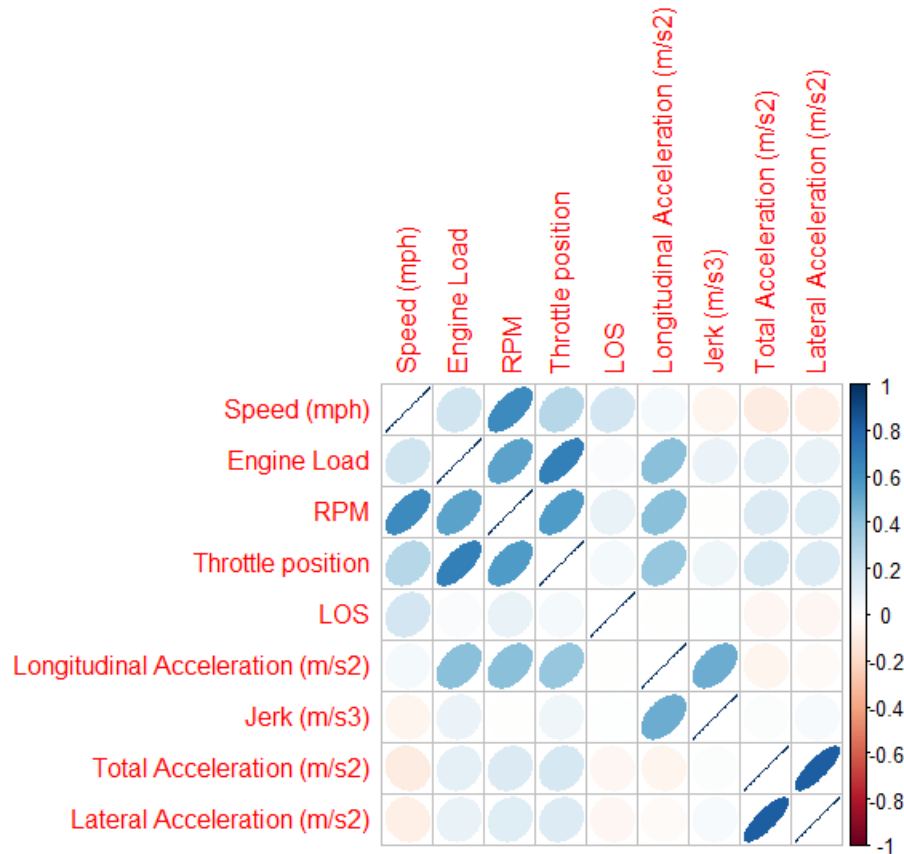 Speed (mph)
Engine Load
RPM
Throttle position
LOS
Longitudinal Acceleration (m/s2)
Jerk (m/s3)
Total Acceleration (m/s2)
Lateral Acceleration (m/s2)
Speed (mph)
Engine Load
RPM
Throttle position
LOS
Longitudinal Acceleration (m/s2)
Jerk (m/s3)
Total Acceleration (m/s2)
Lateral Acceleration (m/s2)
1
0.8
0.6
0.4
0.2
0
-0.2
-0.4
-0.6
-0.8
-1